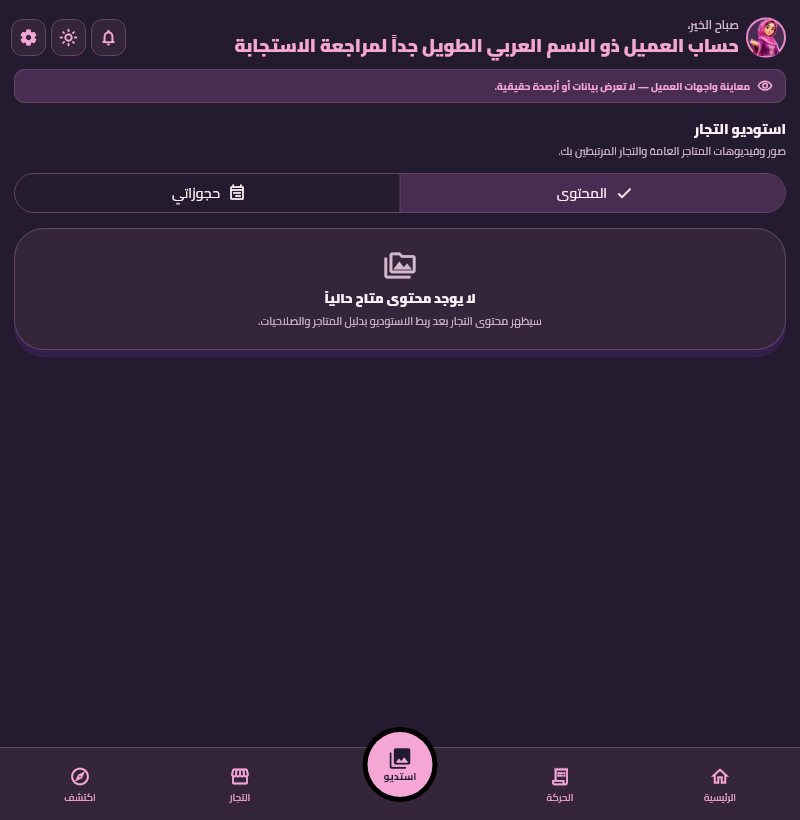 صباح الخير،
حساب العميل ذو الاسم العربي الطويل جداً لمراجعة الاستجابة
معاينة واجهات العميل — لا تعرض بيانات أو أرصدة حقيقية.
استوديو التجار
صور وفيديوهات المتاجر العامة والتجار المرتبطين بك.
المحتوى
حجوزاتي
لا يوجد محتوى متاح حالياً
سيظهر محتوى التجار بعد ربط الاستوديو بدليل المتاجر والصلاحيات.
الرئيسية
الحركة
استديو
التجار
اكتشف